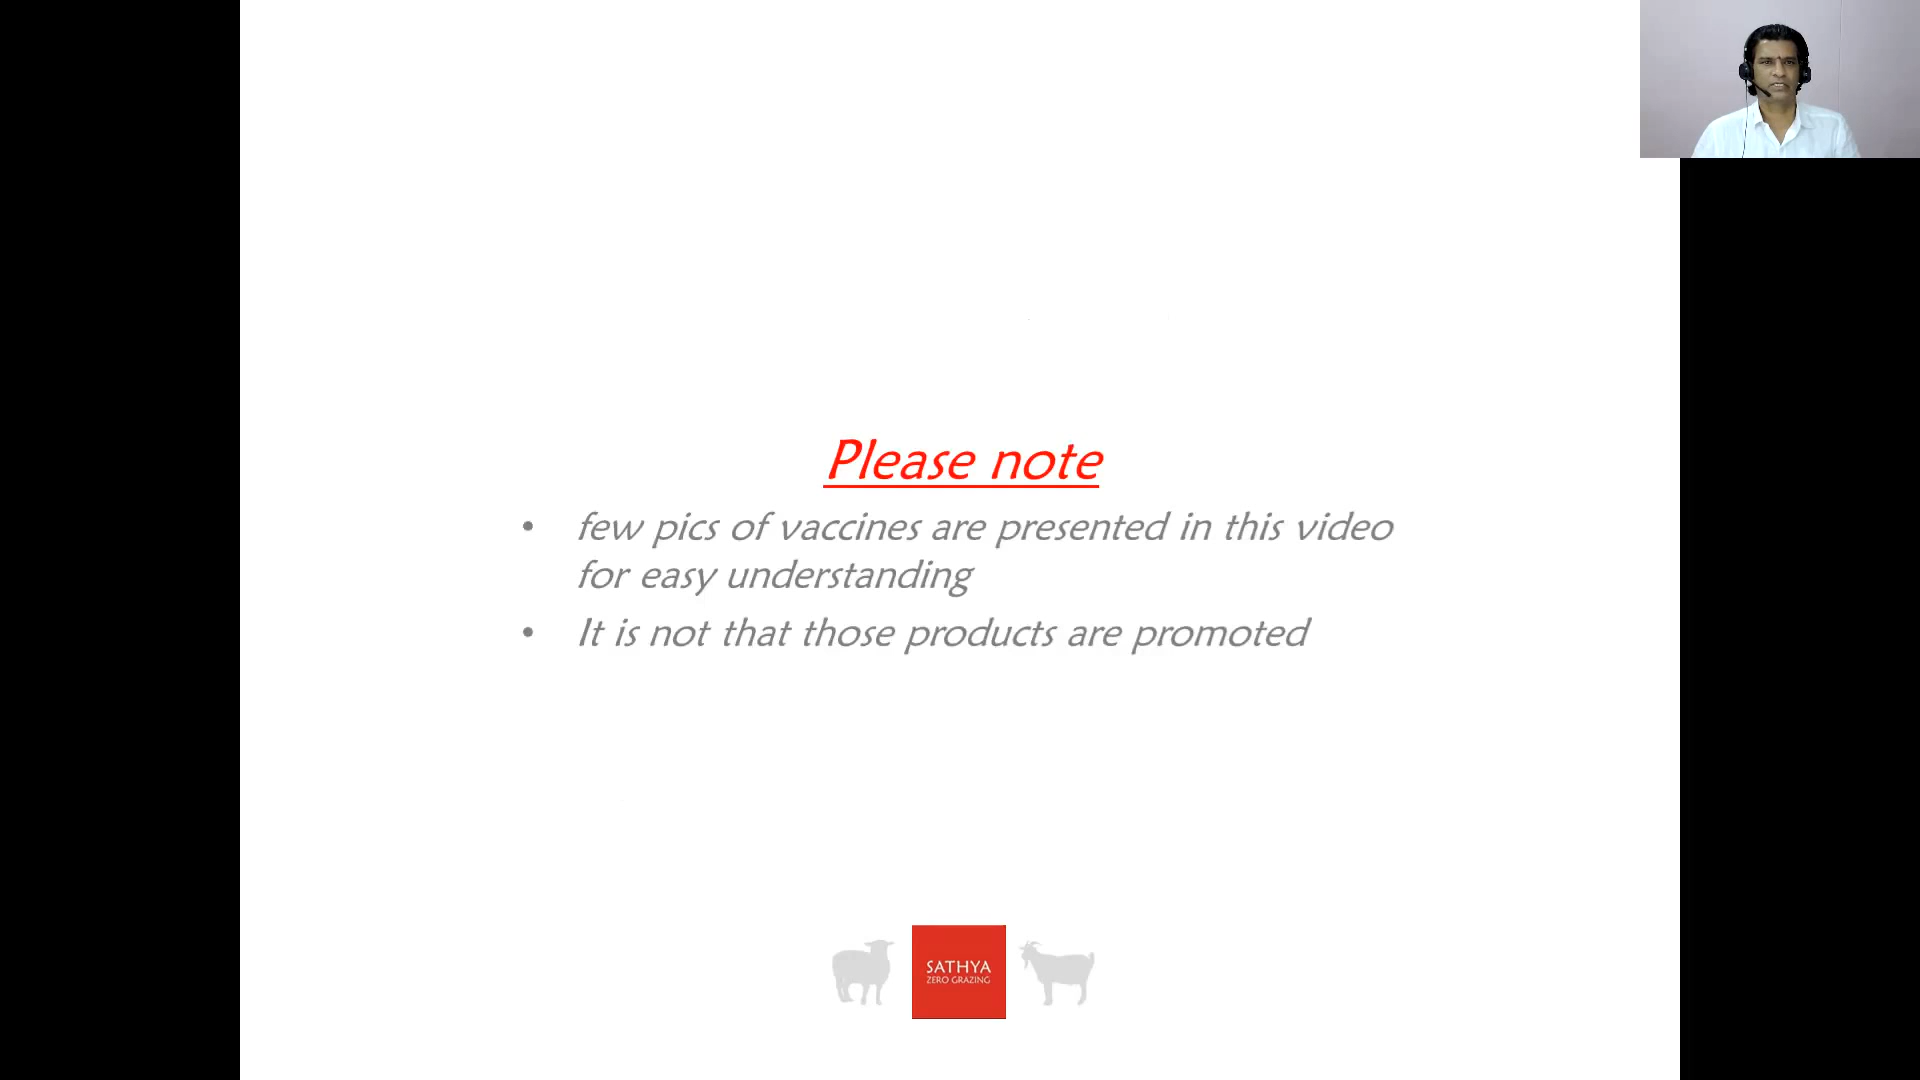 Please note
• few pics of vaccines are presented in this video
for easy understanding
• It is not that those products are promoted
SATHYA
ZERO GRAZING